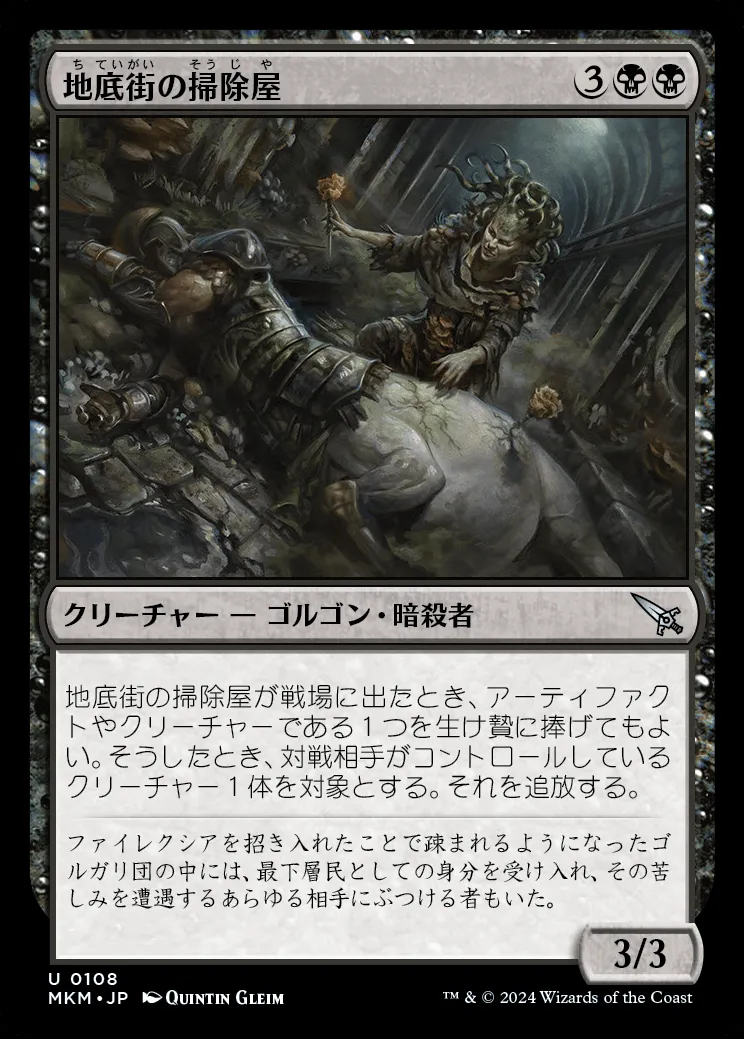 ちていがい そうじや
地底街の掃除屋 3
クリーチャー — ゴルゴン・暗殺者
地底街の掃除屋が戦場に出たとき、アーティファク
トやクリーチャーである１つを生け贄に捧げてもよ
い。そうしたとき、対戦相手がコントロールしている
クリーチャー１体を対象とする。それを追放する。
ファイレクシアを招き入れたことで疎まれるようになったゴ
ルガリ団の中には、最下層民としての身分を受け入れ、その苦
しみを遭遇するあらゆる相手にぶつける者もいた。
3/3
U 0108
MKM • JP Quintin Gleim
™ & © 2024 Wizards of the Coast